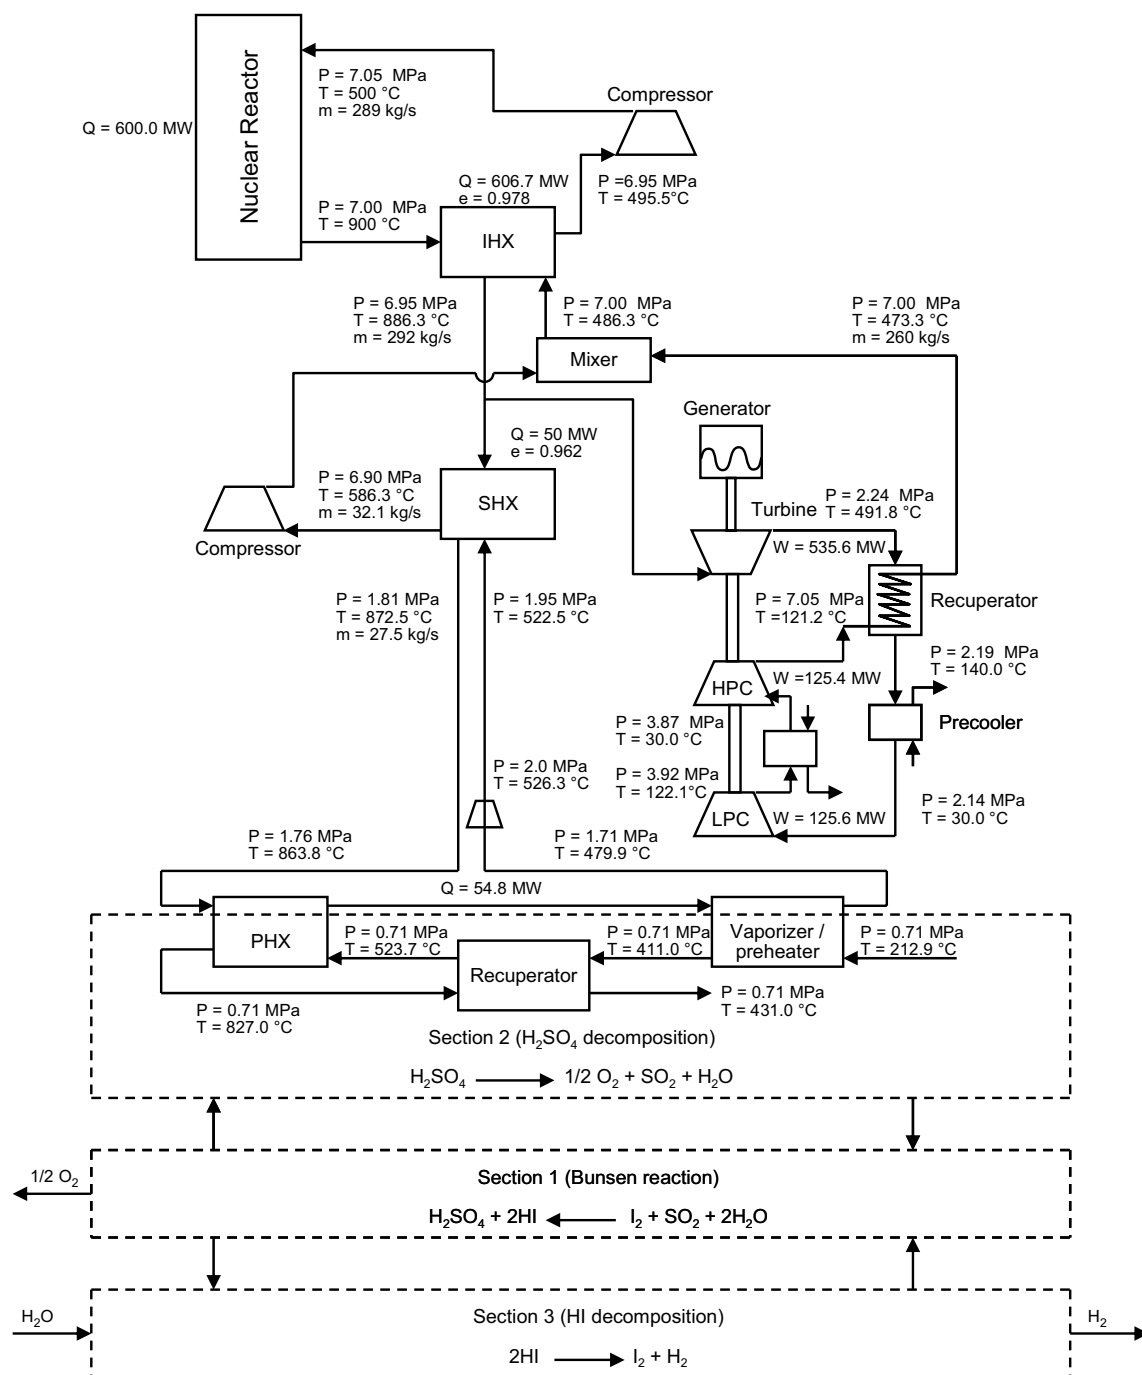 Nuclear Reactor
Q = 600.0 MW
P = 7.05 MPa
T = 500 °C
m = 289 kg/s
Compressor
P =6.95 MPa
T = 495.5°C
Q = 606.7 MW
e = 0.978
P = 7.00 MPa
T = 900 °C
IHX
P = 6.95 MPa
T = 886.3 °C
m = 292 kg/s
P = 7.00 MPa
T = 486.3 °C
P = 7.00 MPa
T = 473.3 °C
m = 260 kg/s
Mixer
Generator
Q = 50 MW
e = 0.962
P = 6.90 MPa
T = 586.3 °C
m = 32.1 kg/s
SHX
Compressor
Turbine
P = 2.24 MPa
T = 491.8 °C
W = 535.6 MW
P = 1.81 MPa
T = 872.5 °C
m = 27.5 kg/s
P = 1.95 MPa
T = 522.5 °C
P = 7.05 MPa
T =121.2 °C
Recuperator
P = 2.19 MPa
T = 140.0 °C
HPC
W =125.4 MW
P = 3.87 MPa
T = 30.0 °C
Precooler
P = 2.0 MPa
T = 526.3 °C
P = 3.92 MPa
T = 122.1°C
LPC
W = 125.6 MW
P = 2.14 MPa
T = 30.0 °C
P = 1.76 MPa
T = 863.8 °C
P = 1.71 MPa
T = 479.9 °C
Q = 54.8 MW
PHX
P = 0.71 MPa
T = 523.7 °C
Recuperator
P = 0.71 MPa
T = 411.0 °C
Vaporizer /
preheater
P = 0.71 MPa
T = 212.9 °C
P = 0.71 MPa
T = 827.0 °C
P = 0.71 MPa
T = 431.0 °C
Section 2 (H₂SO₄ decomposition)
H₂SO₄ → 1/2 O₂ + SO₂ + H₂O
1/2 O₂
Section 1 (Bunsen reaction)
H₂SO₄ + 2HI ← I₂ + SO₂ + 2H₂O
H₂O
Section 3 (HI decomposition)
H₂
2HI → I₂ + H₂